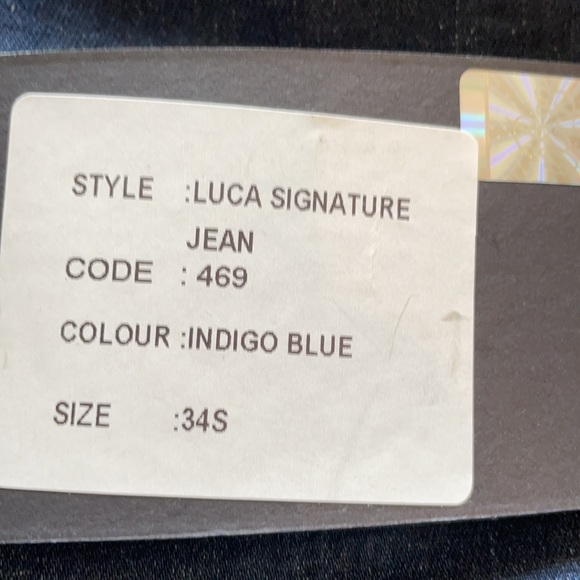 STYLE :LUCA SIGNATURE
JEAN
CODE : 469
COLOUR :INDIGO BLUE
SIZE :34S